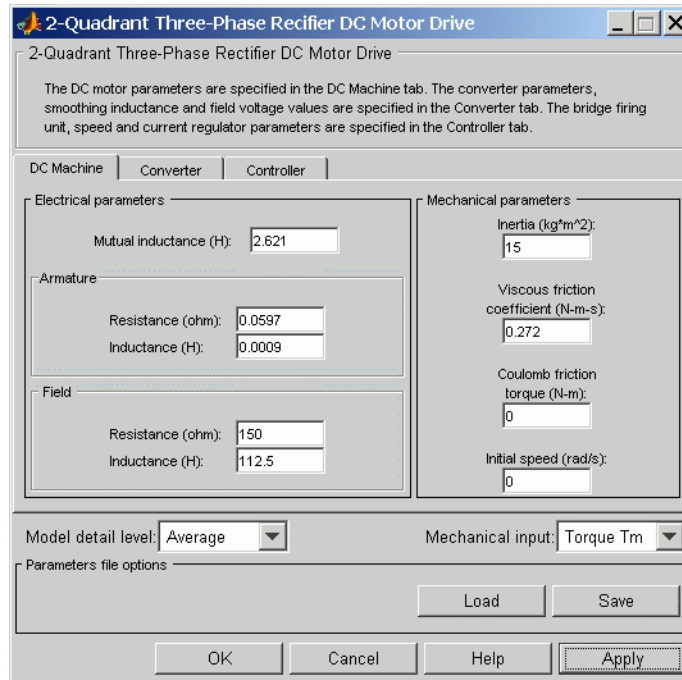 2-Quadrant Three-Phase Recifier DC Motor Drive
2-Quadrant Three-Phase Rectifier DC Motor Drive
The DC motor parameters are specified in the DC Machine tab. The converter parameters,
smoothing inductance and field voltage values are specified in the Converter tab. The bridge firing
unit, speed and current regulator parameters are specified in the Controller tab.
DC Machine
Converter
Controller
Electrical parameters
Mutual inductance (H): 2.621
Armature
Resistance (ohm): 0.0597
Inductance (H): 0.0009
Field
Resistance (ohm): 150
Inductance (H): 112.5
Mechanical parameters
Inertia (kg*m^2):
15
Viscous friction
coefficient (N-m-s):
0.272
Coulomb friction
torque (N-m):
0
Initial speed (rad/s):
0
Model detail level: Average
Mechanical input: Torque Tm
Parameters file options
Load
Save
OK
Cancel
Help
Apply